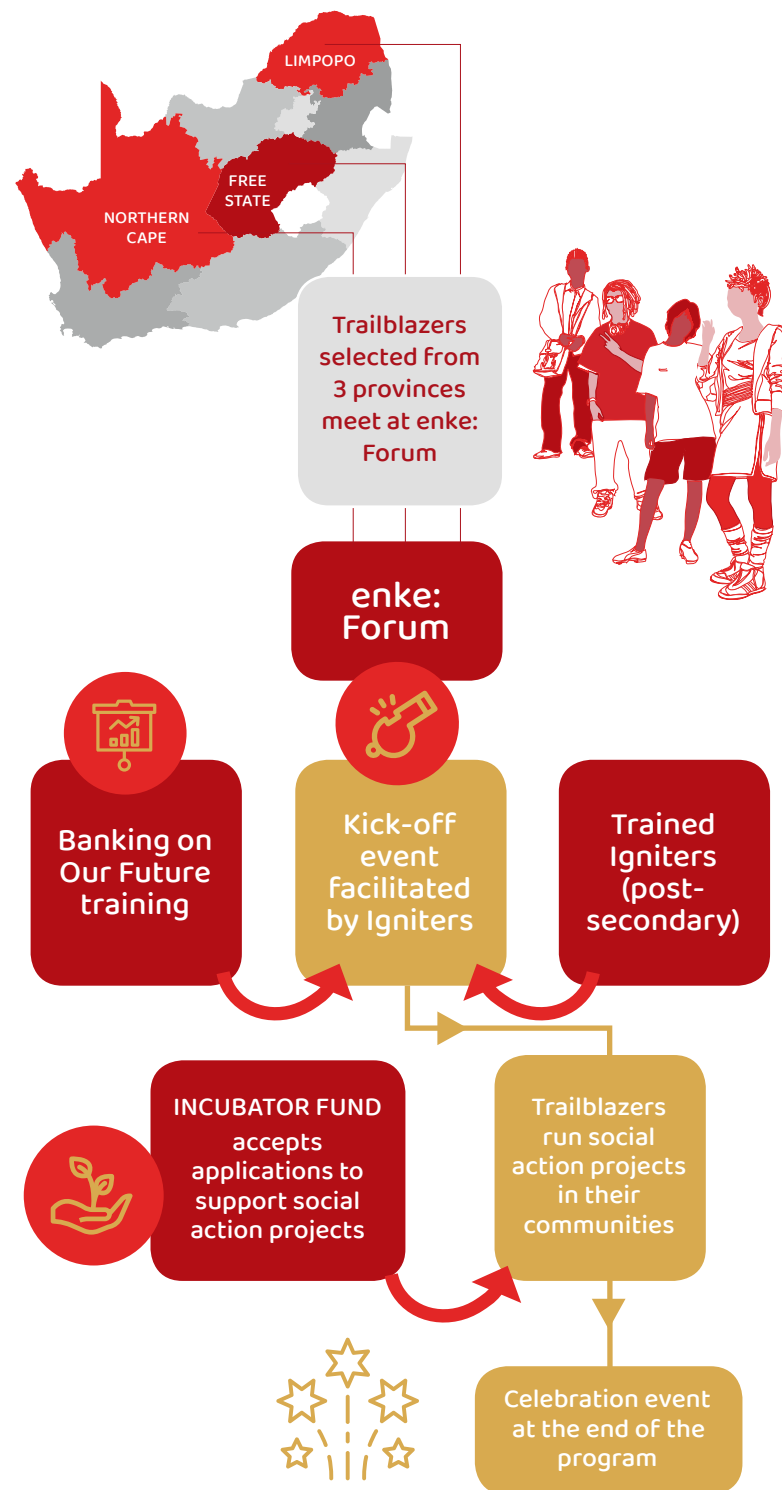 LIMPOPO
FREE
STATE
NORTHERN
CAPE
Trailblazers
selected from
3 provinces
meet at enke:
Forum
enke:
Forum
Banking on
Our Future
training
Kick-off
event
facilitated
by Igniters
Trained
Igniters
(post-
secondary)
INCUBATOR FUND
accepts
applications to
support social
action projects
Trailblazers
run social
action projects
in their
communities
Celebration event
at the end of the
program